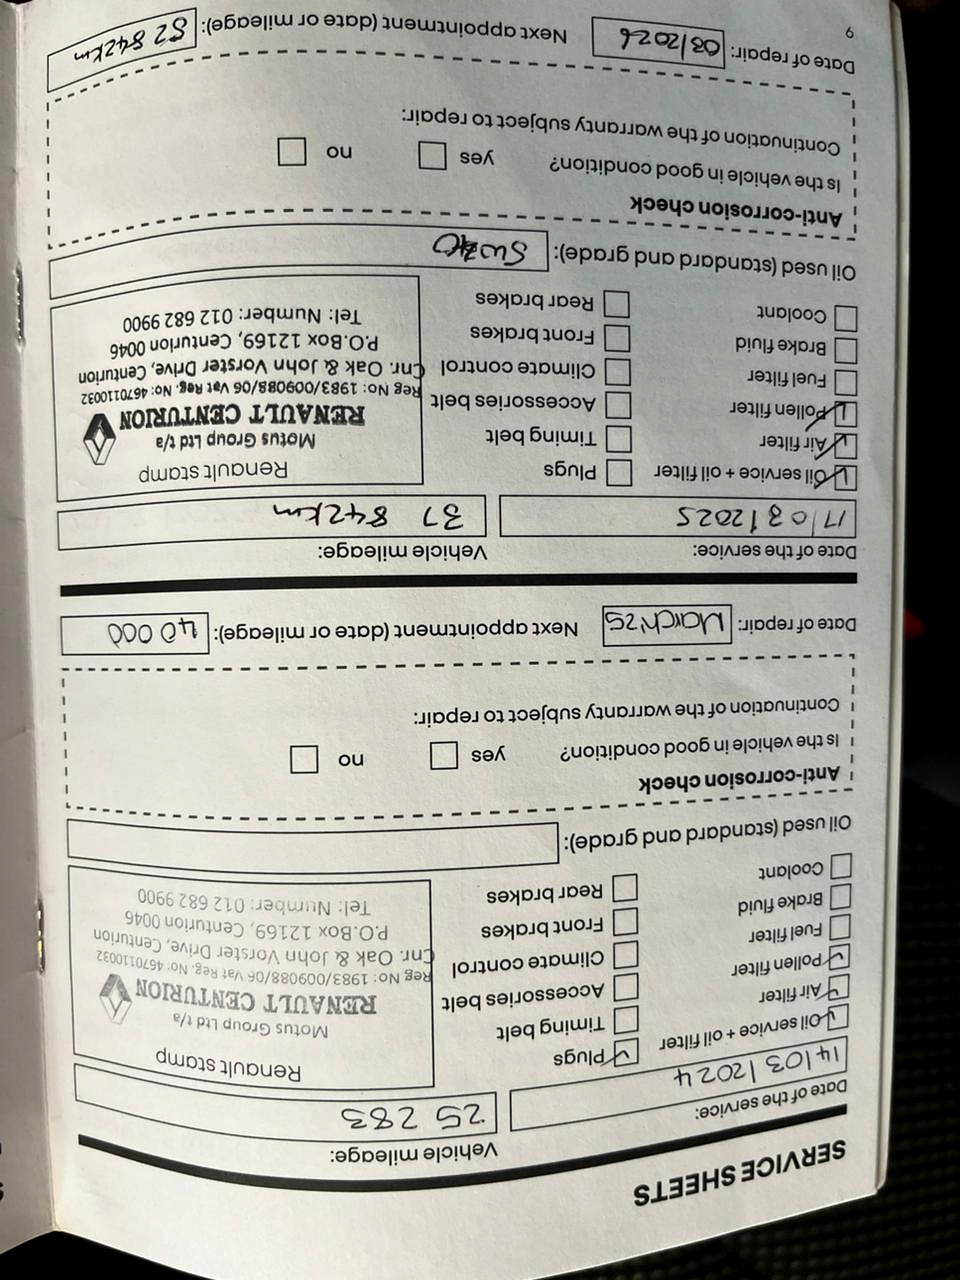 SERVICE SHEETS
Date of the service:
14/03/2024
Vehicle mileage:
25 283
Oil service + oil filter
Air filter
Pollen filter
Fuel filter
Brake fluid
Coolant
Plugs
Timing belt
Accessories belt
Climate control
Front brakes
Rear brakes
Renault stamp
Motus Group Ltd t/a
RENAULT CENTURION
Reg No: 1983/009088/06 Vat Reg. No: 4670110032
Cnr. Oak & John Vorster Drive, Centurion
P.O.Box 12169, Centurion 0046
Tel: Number: 012 682 9900
Oil used (standard and grade):
Anti-corrosion check
Is the vehicle in good condition? yes no
Continuation of the warranty subject to repair:
Date of repair: March'25 Next appointment (date or mileage): 40 000
Date of the service:
17/03/2025
Vehicle mileage:
37 842km
Oil service + oil filter
Air filter
Pollen filter
Fuel filter
Brake fluid
Coolant
Plugs
Timing belt
Accessories belt
Climate control
Front brakes
Rear brakes
Renault stamp
Motus Group Ltd t/a
RENAULT CENTURION
Reg No: 1983/009088/06 Vat Reg. No: 4670110032
Cnr. Oak & John Vorster Drive, Centurion
P.O.Box 12169, Centurion 0046
Tel: Number: 012 682 9900
Oil used (standard and grade): 5W40
Anti-corrosion check
Is the vehicle in good condition? yes no
Continuation of the warranty subject to repair:
Date of repair: 03/2026 Next appointment (date or mileage): 52 842km